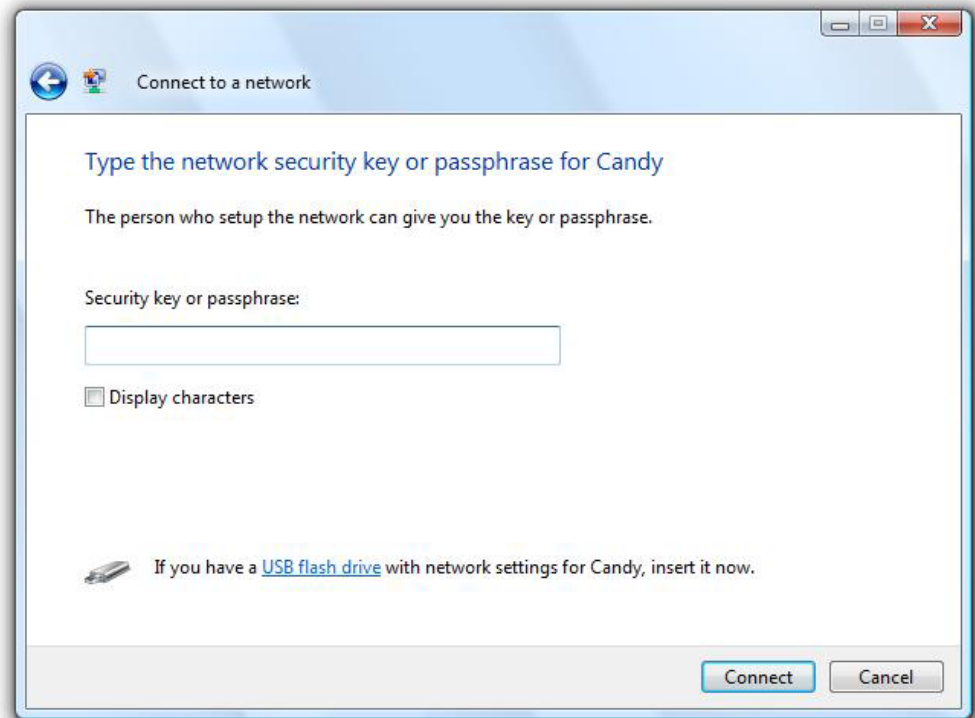 Connect to a network
Type the network security key or passphrase for Candy
The person who setup the network can give you the key or passphrase.
Security key or passphrase:
Display characters
If you have a USB flash drive with network settings for Candy, insert it now.
Connect Cancel